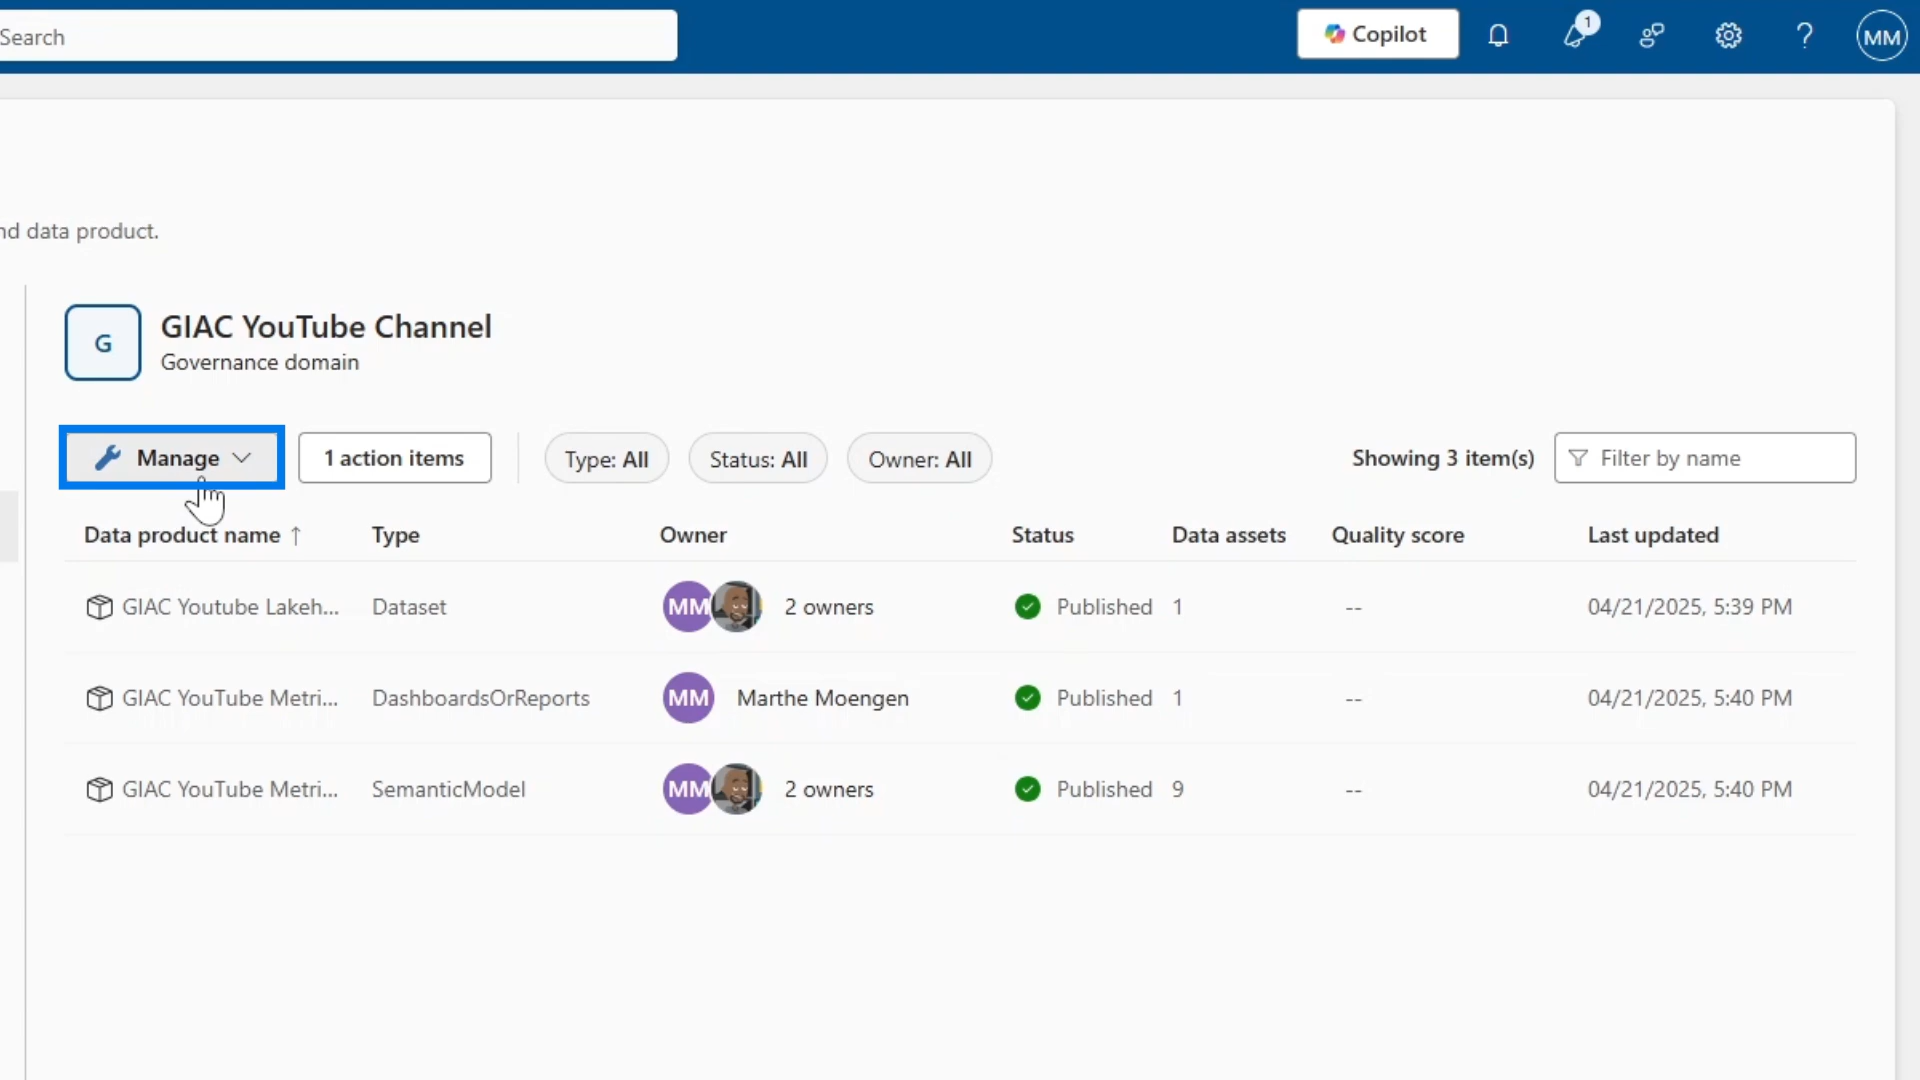 Search
Copilot
1
MM
nd data product.
G
GIAC YouTube Channel
Governance domain
Manage
1 action items
Type: All
Status: All
Owner: All
Showing 3 item(s)
Filter by name
Data product name ↑ Type Owner Status Data assets Quality score Last updated
GIAC Youtube Lakeh... Dataset MM 2 owners Published 1 -- 04/21/2025, 5:39 PM
GIAC YouTube Metri... DashboardsOrReports MM Marthe Moengen Published 1 -- 04/21/2025, 5:40 PM
GIAC YouTube Metri... SemanticModel MM 2 owners Published 9 -- 04/21/2025, 5:40 PM